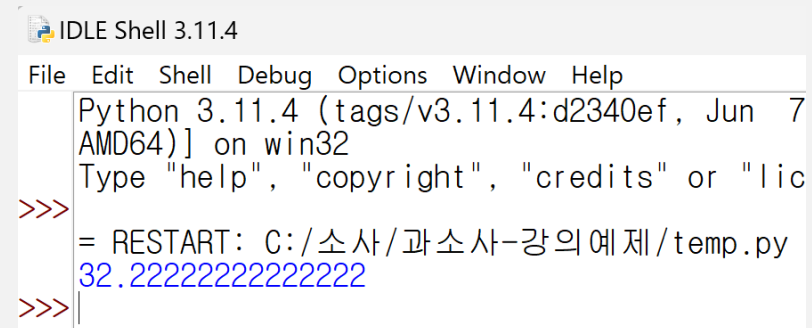 IDLE Shell 3.11.4
File Edit Shell Debug Options Window Help
Python 3.11.4 (tags/v3.11.4:d2340ef, Jun 7
AMD64)] on win32
Type "help", "copyright", "credits" or "lic
>>>
= RESTART: C:/소사/과소사-강의예제/temp.py
32.22222222222222
>>>